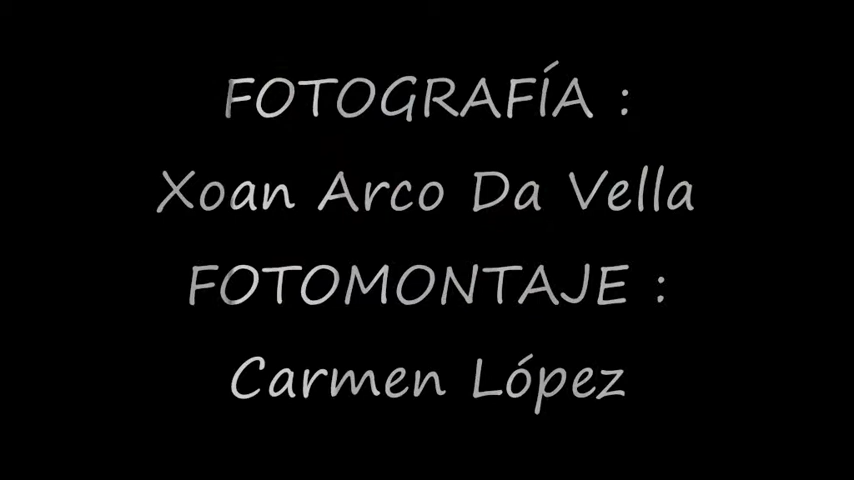 FOTOGRAFÍA :
Xoan Arco Da Vella
FOTOMONTAJE :
Carmen López